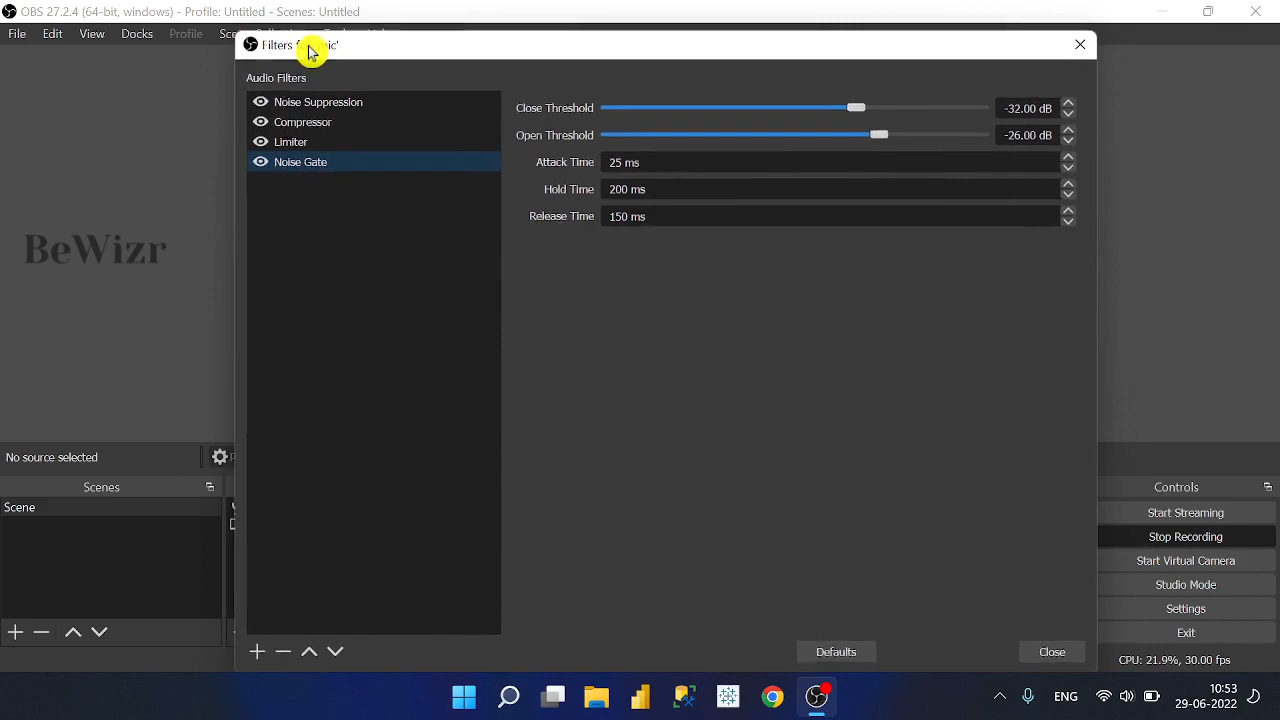 OBS 27.2.4 (64-bit, windows) - Profile: Untitled - Scenes: Untitled
File Edit View Docks Profile
Filters
Audio Filters
Noise Suppression
Compressor
Limiter
Noise Gate
Close Threshold -32.00 dB
Open Threshold -26.00 dB
Attack Time 25 ms
Hold Time 200 ms
Release Time 150 ms
BeWizr
No source selected
Scenes
Scene
Controls
Start Streaming
Stop Recording
Start Virtual Camera
Studio Mode
Settings
Exit
Defaults
Close
CPU: 21.9%, 30.00 fps
ENG
10:53
29-06-2022